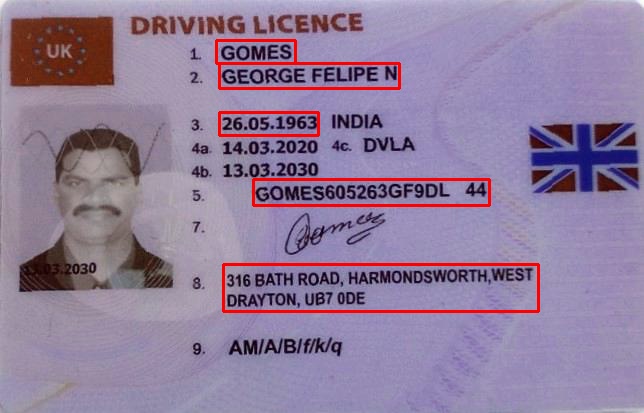 DRIVING LICENCE
UK
1. GOMES
2. GEORGE FELIPE N
3. 26.05.1963 INDIA
4a. 14.03.2020 4c. DVLA
4b. 13.03.2030
5. GOMES605263GF9DL 44
7. Gomes
13.03.2030
8. 316 BATH ROAD, HARMONDSWORTH,WEST
DRAYTON, UB7 0DE
9. AM/A/B/f/k/q